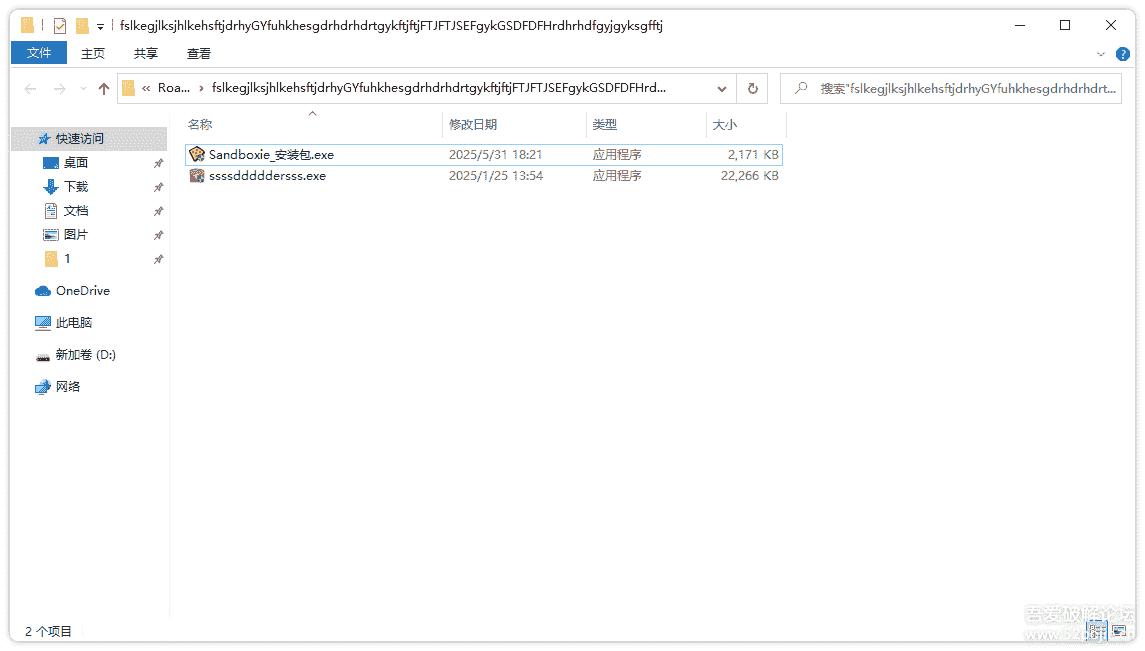 fslkegjlksjhlkehsftjdrhyGYfuhkhesgdrhdrhdrtgykftjftjFTJFTJSEFgykGSDFDFHrdhrhdfgyjgyksgfftj
文件 主页 共享 查看
« Roa... › fslkegjlksjhlkehsftjdrhyGYfuhkhesgdrhdrhdrtgykftjftjFTJFTJSEFgykGSDFDFHrd...
搜索"fslkegjlksjhlkehsftjdrhyGYfuhkhesgdrhdrhdrt...
名称 修改日期 类型 大小
快速访问
Sandboxie_安装包.exe 2025/5/31 18:21 应用程序 2,171 KB
桌面
ssssddddddersss.exe 2025/1/25 13:54 应用程序 22,266 KB
下载
文档
图片
1
OneDrive
此电脑
新加卷 (D:)
网络
2 个项目
吾爱破解论坛